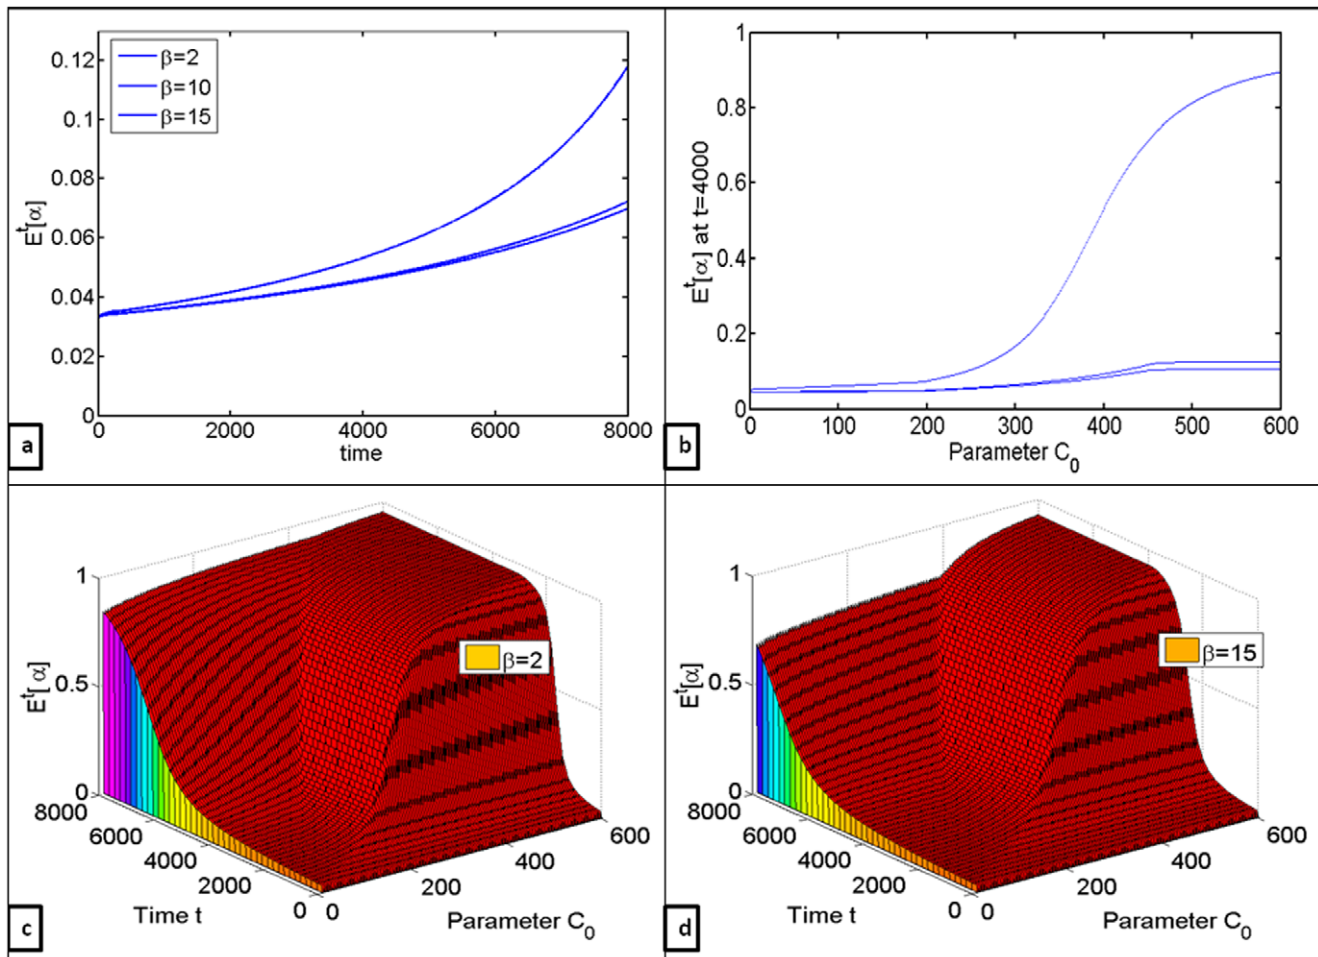 0.12
0.1
0.08
0.06
0.04
0.02
0
E^t[α]
β=2
β=10
β=15
0 2000 4000 6000 8000
time
a
1
0.8
0.6
0.4
0.2
0
E^t[α] at t=4000
0 100 200 300 400 500 600
Parameter C_0
b
1
0.5
0
E^t[α]
8000
6000
4000
2000
0
Time t
0
200
400
600
Parameter C_0
β=2
c
1
0.5
0
E^t[α]
8000
6000
4000
2000
0
Time t
0
200
400
600
Parameter C_0
β=15
d